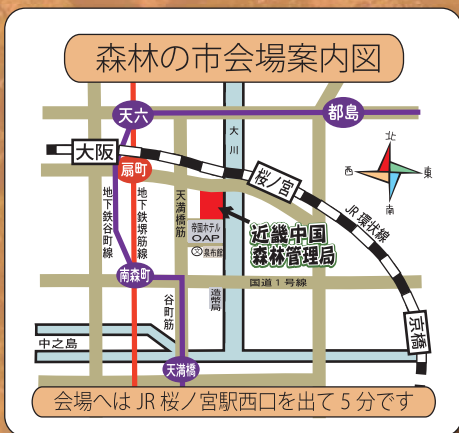 森林の市会場案内図
天六
都島
大川
北
西
東
南
大阪
扇町
桜ノ宮
JR環状線
地下鉄谷町線
地下鉄堺筋線
天満橋筋
帝国ホテル
OAP
近畿中国
森林管理局
文 泉布館
造幣局
南森町
国道1号線
谷町筋
京橋
中之島
天満橋
会場へは JR 桜ノ宮駅西口を出て 5 分です